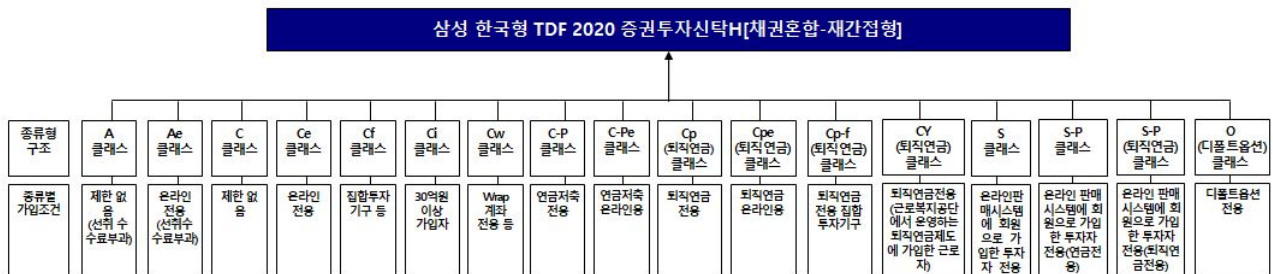 삼성 한국형 TDF 2020 증권투자신탁H[채권혼합-재간접형]
종류형
구조
A
클래스
Ae
클래스
C
클래스
Ce
클래스
Cf
클래스
Ci
클래스
Cw
클래스
C-P
클래스
C-Pe
클래스
Cp
(퇴직연금)
클래스
Cpe
(퇴직연금)
클래스
Cp-f
(퇴직연금)
클래스
CY
(퇴직연금)
클래스
S
클래스
S-P
클래스
S-P
(퇴직연금)
클래스
O
(디폴트옵션)
클래스
종류별
가입조건
제한 없
음
(선취 수
수료부과)
온라인
전용
(선취수
수료부과)
제한 없
음
온라인
전용
집합투자
기구 등
30억원
이상
가입자
Wrap
계좌
전용 등
연금저축
전용
연금저축
온라인용
퇴직연금
전용
퇴직연금
온라인용
퇴직연금
전용 집합
투자기구
퇴직연금전용
(근로복지공단
에서 운영하는
퇴직연금제도
에 가입한 근로
자)
온라인판
매시스템
에 회원
으로 가
입한 투자
자 전용
온라인 판매
시스템에 회
원으로 가입
한 투자자
전용(연금전
용)
온라인 판매
시스템에 회
원으로 가입
한 투자자
전용(퇴직연
금전용)
디폴트옵션
전용